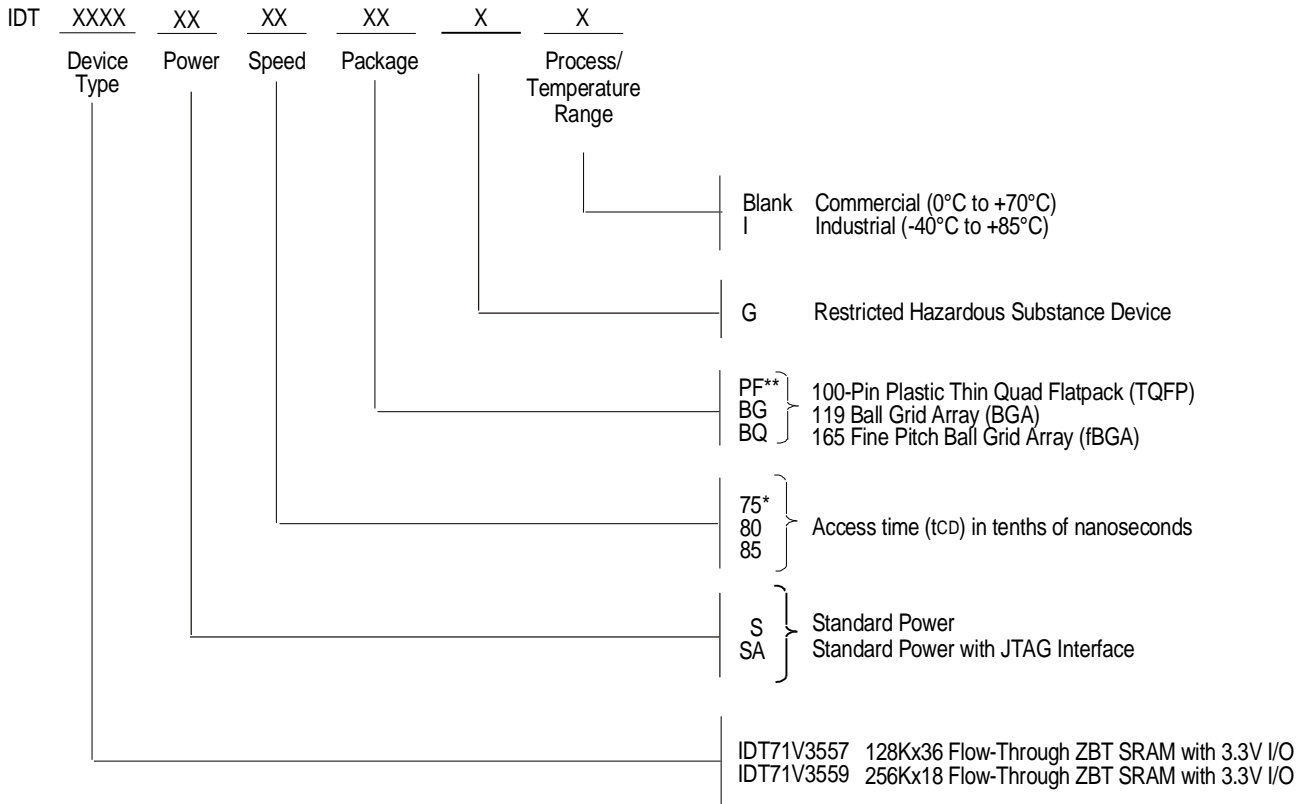 IDT XXXX XX XX XX X X
Device Type Power Speed Package Process/ Temperature Range
Blank Commercial (0°C to +70°C)
I Industrial (-40°C to +85°C)
G Restricted Hazardous Substance Device
PF** 100-Pin Plastic Thin Quad Flatpack (TQFP)
BG 119 Ball Grid Array (BGA)
BQ 165 Fine Pitch Ball Grid Array (fBGA)
75*
80 Access time (tCD) in tenths of nanoseconds
85
S Standard Power
SA Standard Power with JTAG Interface
IDT71V3557 128Kx36 Flow-Through ZBT SRAM with 3.3V I/O
IDT71V3559 256Kx18 Flow-Through ZBT SRAM with 3.3V I/O